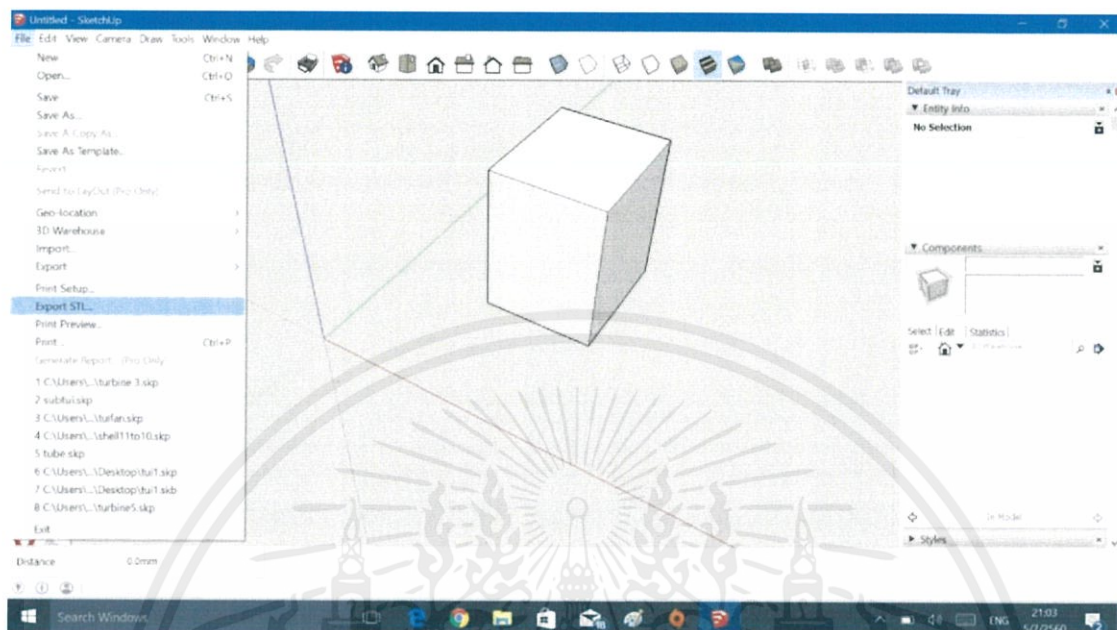 Untitled - SketchUp
File Edit View Camera Draw Tools Window Help
New Ctrl+N
Open... Ctrl+O
Save Ctrl+S
Save As...
Save A Copy As...
Save As Template...
Revert
Send to LayOut (Pro Only)
Geo-location
3D Warehouse
Import...
Export
Print Setup...
Export STL...
Print Preview...
Print... Ctrl+P
Generate Report... (Pro Only)
1 C:\Users\...\turbine 3.skp
2 subtui.skp
3 C:\Users\...\turfan.skp
4 C:\Users\...\shell11to10.skp
5 tube.skp
6 C:\Users\...\Desktop\tui1.skp
7 C:\Users\...\Desktop\tui1.skb
8 C:\Users\...\turbine5.skp
Exit
Distance 0.0mm
Default Tray
Entity Info
No Selection
Components
Select Edit Statistics
In Model
Styles
Search Windows
ENG
21:03
5/7/2560